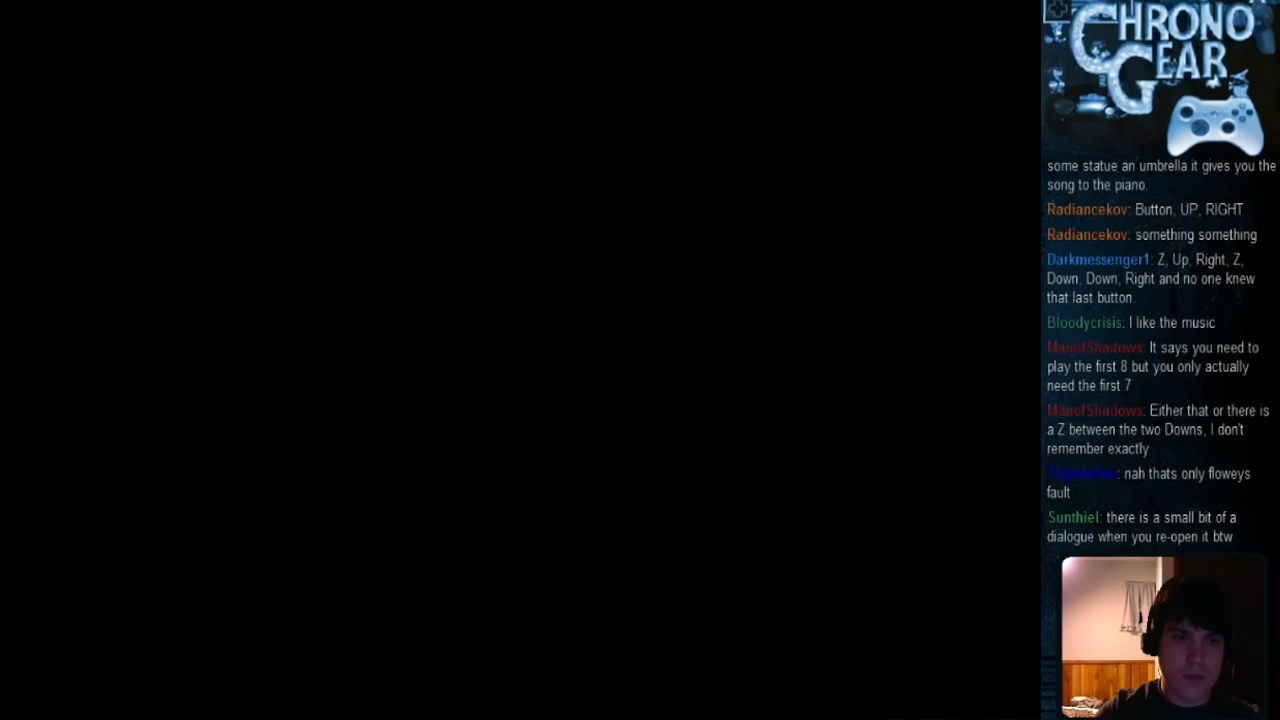 CHRONO
GEAR
some statue an umbrella it gives you the
song to the piano.
Radiancekov: Button, UP, RIGHT
Radiancekov: something something
Darkmessenger1: Z, Up, Right, Z,
Down, Down, Right and no one knew
that last button.
Bloodycrisis: I like the music
ManofShadows: It says you need to
play the first 8 but you only actually
need the first 7
ManofShadows: Either that or there is
a Z between the two Downs, I don't
remember exactly
: nah thats only floweys
fault
Sunthiel: there is a small bit of a
dialogue when you re-open it btw